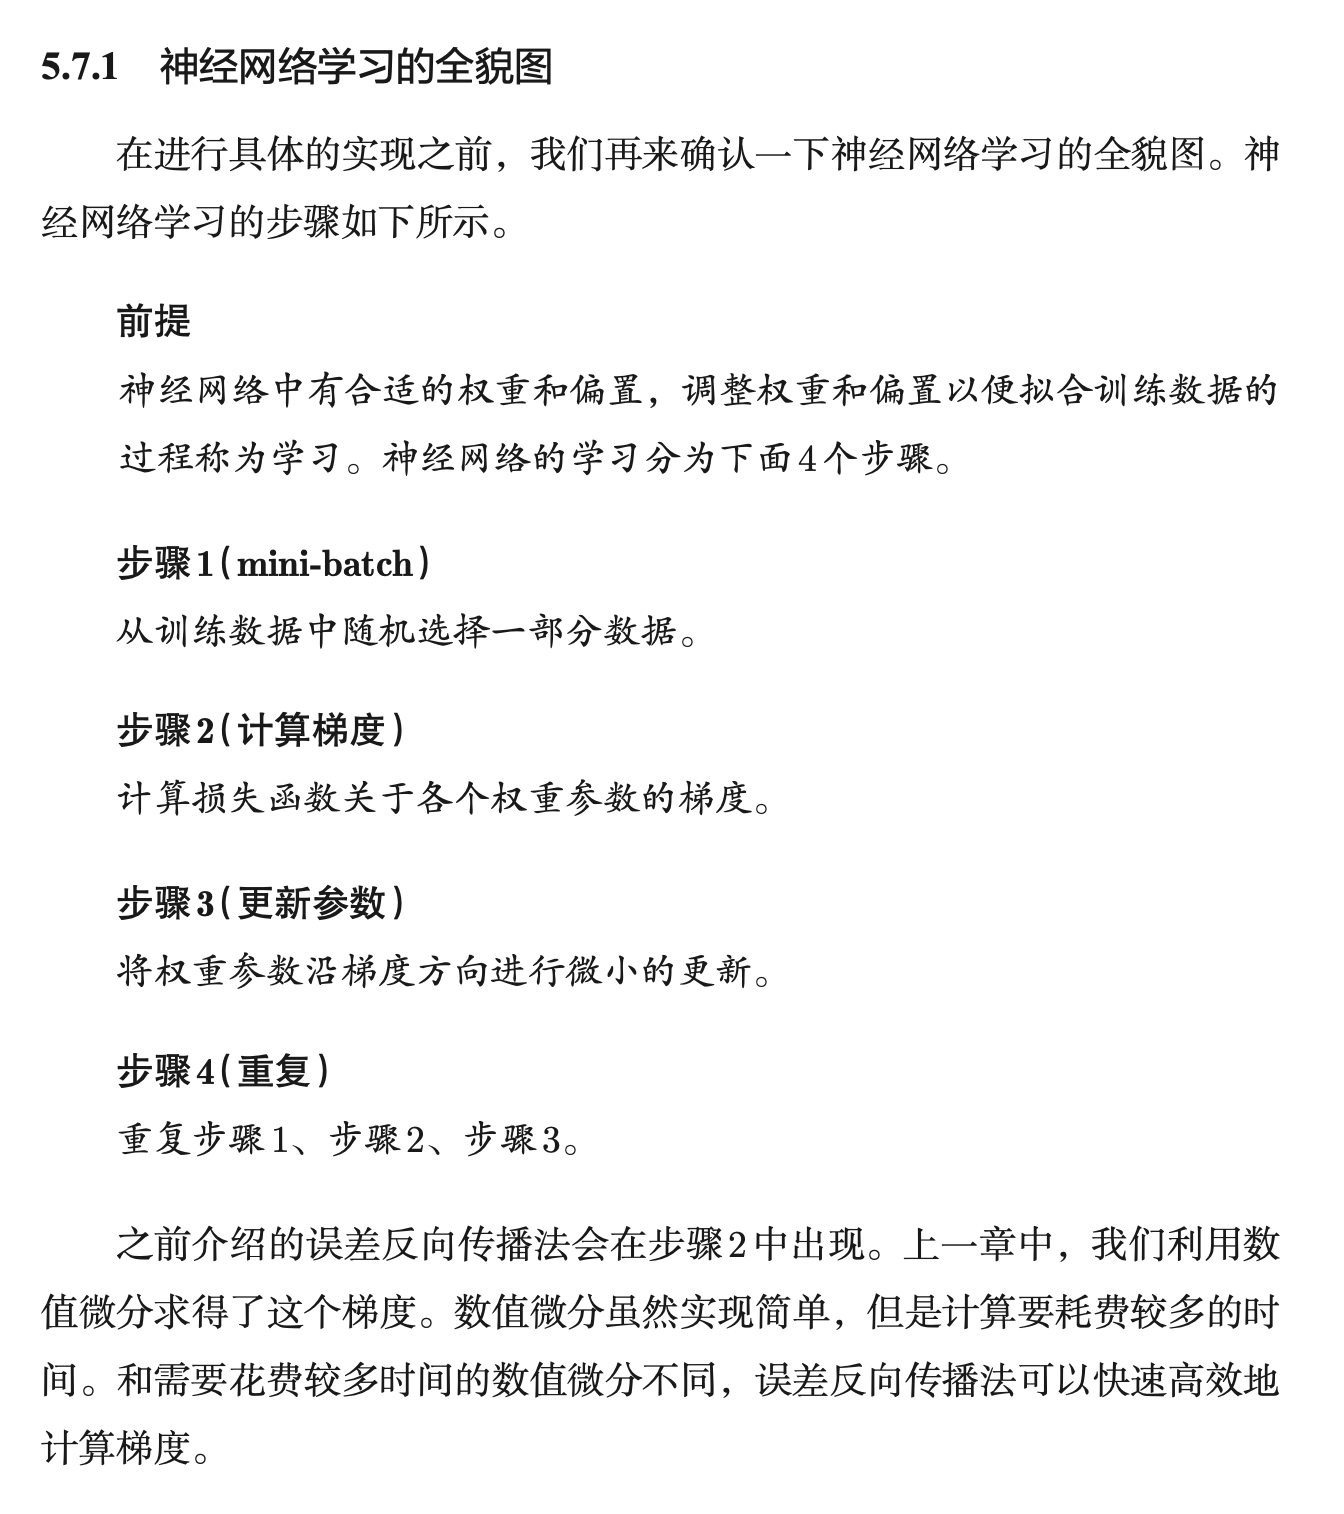 5.7.1 神经网络学习的全貌图
在进行具体的实现之前，我们再来确认一下神经网络学习的全貌图。神
经网络学习的步骤如下所示。
前提
神经网络中有合适的权重和偏置，调整权重和偏置以便拟合训练数据的
过程称为学习。神经网络的学习分为下面4个步骤。
步骤1(mini-batch)
从训练数据中随机选择一部分数据。
步骤2(计算梯度)
计算损失函数关于各个权重参数的梯度。
步骤3(更新参数)
将权重参数沿梯度方向进行微小的更新。
步骤4(重复)
重复步骤1、步骤2、步骤3。
之前介绍的误差反向传播法会在步骤2中出现。上一章中，我们利用数
值微分求得了这个梯度。数值微分虽然实现简单，但是计算要耗费较多的时
间。和需要花费较多时间的数值微分不同，误差反向传播法可以快速高效地
计算梯度。